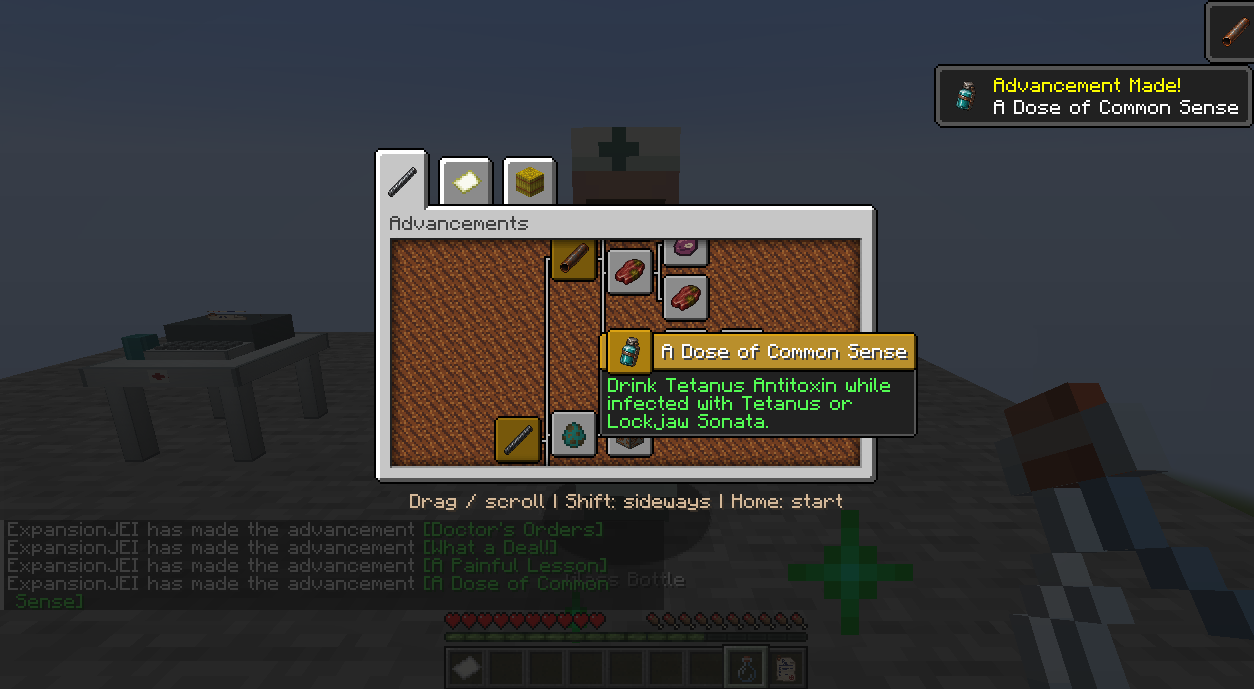 Advancement Made!
A Dose of Common Sense
Advancements
A Dose of Common Sense
Drink Tetanus Antitoxin while
infected with Tetanus or
Lockjaw Sonata.
Drag / scroll | Shift: sideways | Home: start
ExpansionJEI has made the advancement [Doctor's Orders]
ExpansionJEI has made the advancement [What a Deal!]
ExpansionJEI has made the advancement [A Painful Lesson]
ExpansionJEI has made the advancement [A Dose of Common
Sense]
Bottle